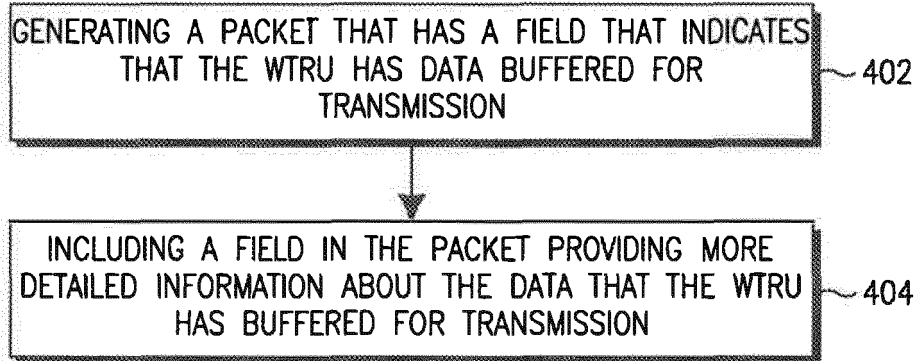 GENERATING A PACKET THAT HAS A FIELD THAT INDICATES
THAT THE WTRU HAS DATA BUFFERED FOR
TRANSMISSION
402
INCLUDING A FIELD IN THE PACKET PROVIDING MORE
DETAILED INFORMATION ABOUT THE DATA THAT THE WTRU
HAS BUFFERED FOR TRANSMISSION
404